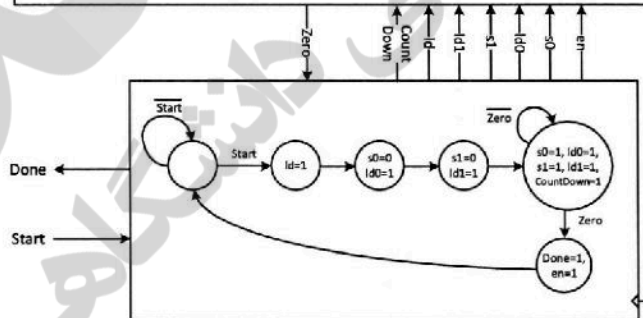 Zero
Count
Down
ld
ld1
s1
ld0
s0
en
Start
Zero
Start
ld=1
s0=0
ld0=1
s1=0
ld1=1
s0=1, ld0=1,
s1=1, ld1=1,
CountDown=1
Done
Zero
Start
Done=1,
en=1